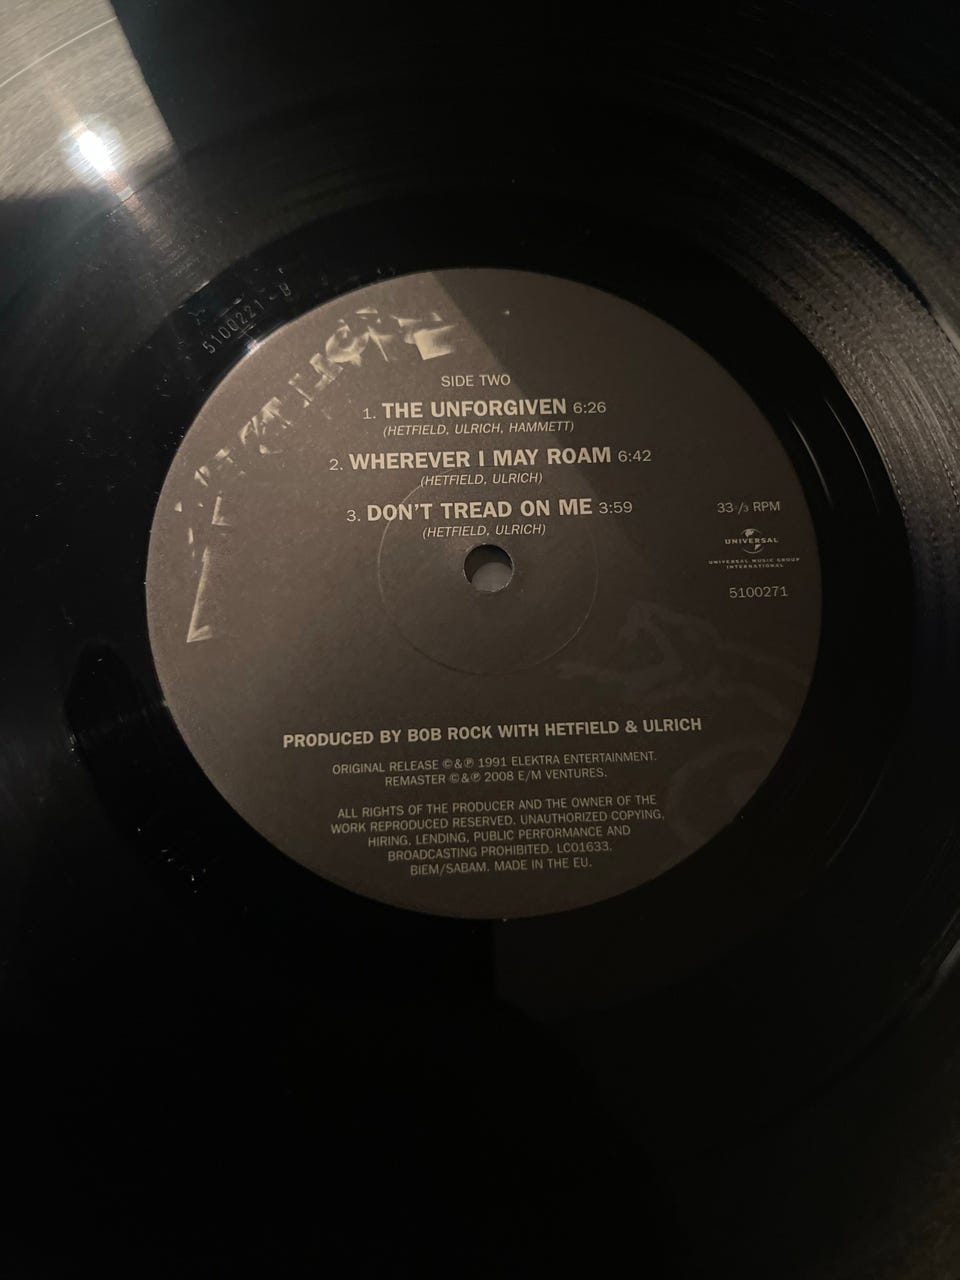 5100221-B
METALLICA
SIDE TWO
1. THE UNFORGIVEN 6:26
(HETFIELD, ULRICH, HAMMETT)
2. WHEREVER I MAY ROAM 6:42
(HETFIELD, ULRICH)
3. DON'T TREAD ON ME 3:59
(HETFIELD, ULRICH)
33 1/3 RPM
UNIVERSAL
UNIVERSAL MUSIC GROUP
INTERNATIONAL
5100271
PRODUCED BY BOB ROCK WITH HETFIELD & ULRICH
ORIGINAL RELEASE ©&℗ 1991 ELEKTRA ENTERTAINMENT.
REMASTER ©&℗ 2008 E/M VENTURES.
ALL RIGHTS OF THE PRODUCER AND THE OWNER OF THE
WORK REPRODUCED RESERVED. UNAUTHORIZED COPYING,
HIRING, LENDING, PUBLIC PERFORMANCE AND
BROADCASTING PROHIBITED. LC01633.
BIEM/SABAM. MADE IN THE EU.